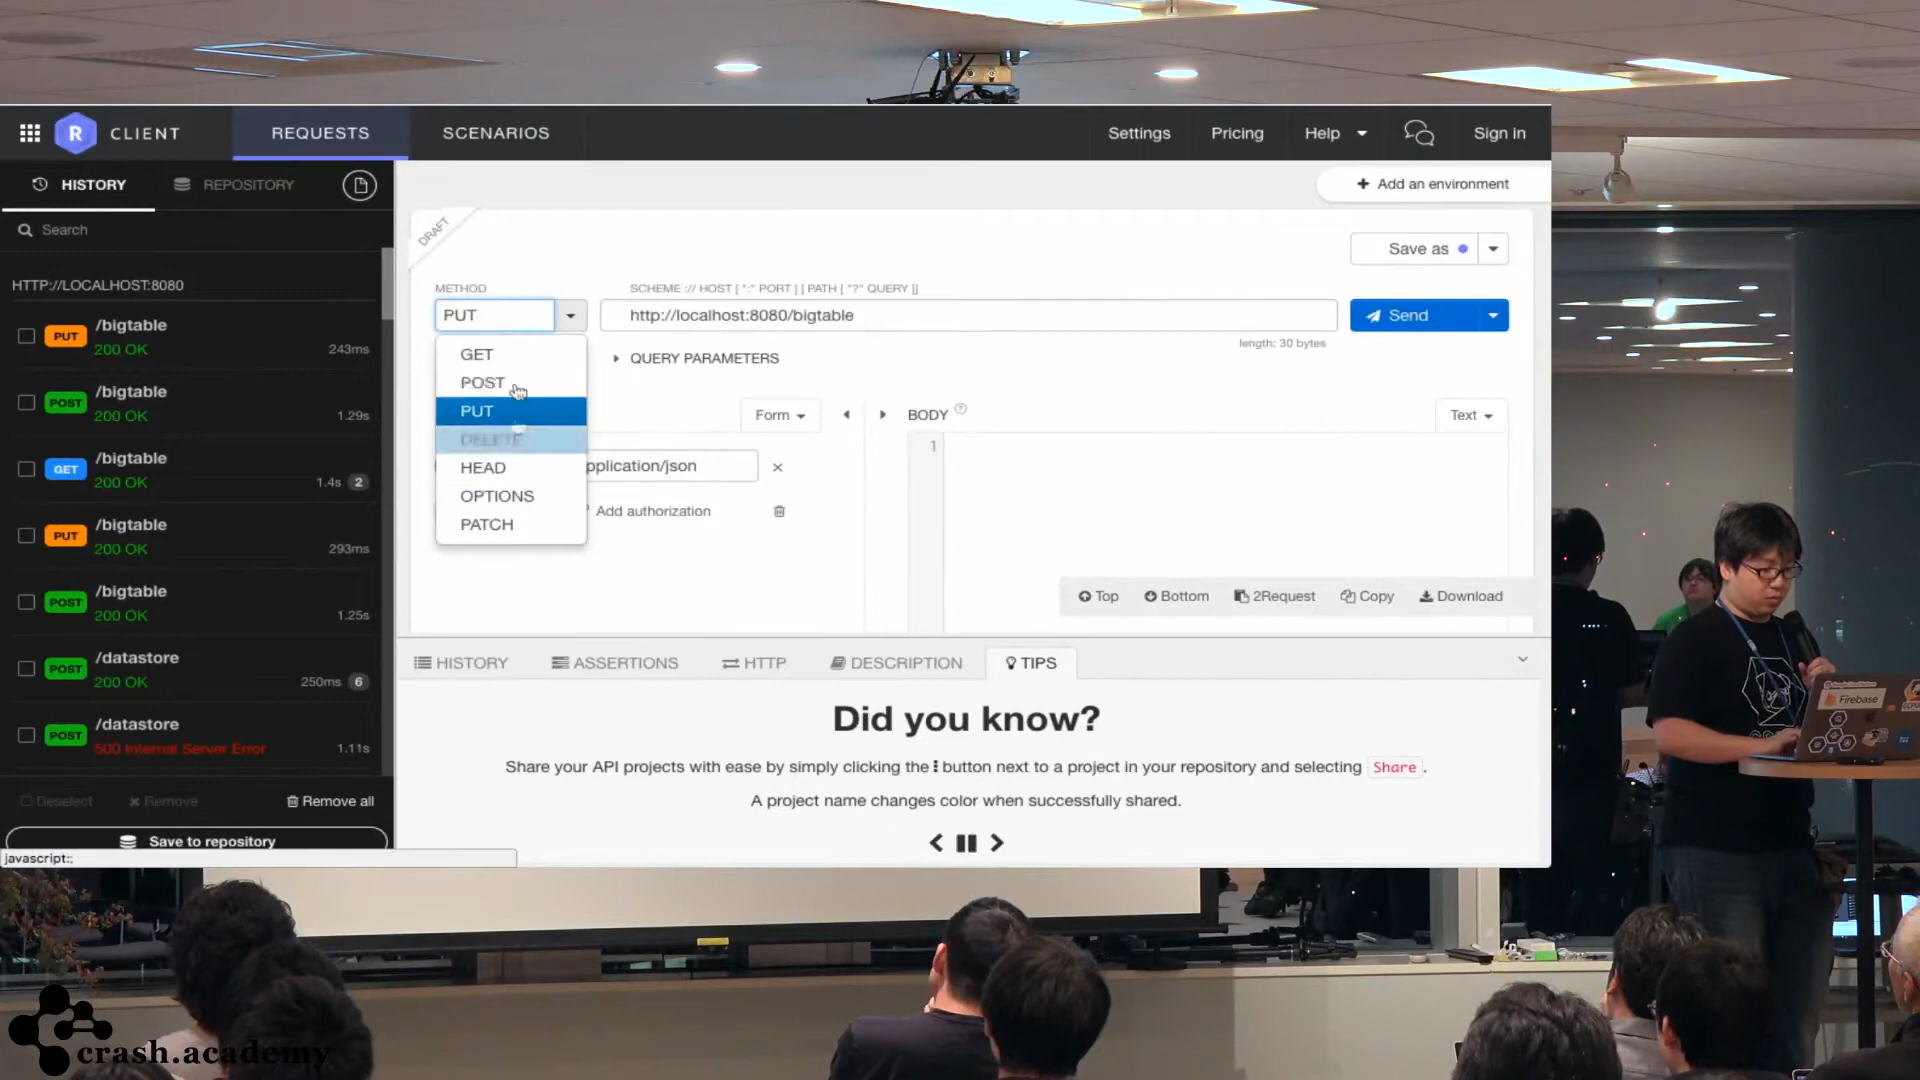 R CLIENT REQUESTS SCENARIOS Settings Pricing Help Sign in
HISTORY REPOSITORY
Add an environment
Search
DRAFT
Save as
HTTP://LOCALHOST:8080
METHOD SCHEME :// HOST [ ":" PORT ] [ PATH [ "?" QUERY ]]
PUT http://localhost:8080/bigtable Send
length: 30 bytes
QUERY PARAMETERS
GET
POST
PUT
DELETE
HEAD
OPTIONS
PATCH
Form
BODY ?
Text
1
pplication/json
Add authorization
PUT /bigtable
200 OK 243ms
POST /bigtable
200 OK 1.29s
GET /bigtable
200 OK 1.4s 2
PUT /bigtable
200 OK 293ms
POST /bigtable
200 OK 1.25s
POST /datastore
200 OK 250ms 6
POST /datastore
500 Internal Server Error 1.11s
Deselect Remove Remove all
Save to repository
javascript:;
Top Bottom 2Request Copy Download
HISTORY ASSERTIONS HTTP DESCRIPTION TIPS
Did you know?
Share your API projects with ease by simply clicking the button next to a project in your repository and selecting Share .
A project name changes color when successfully shared.
Firebase
crash.academy